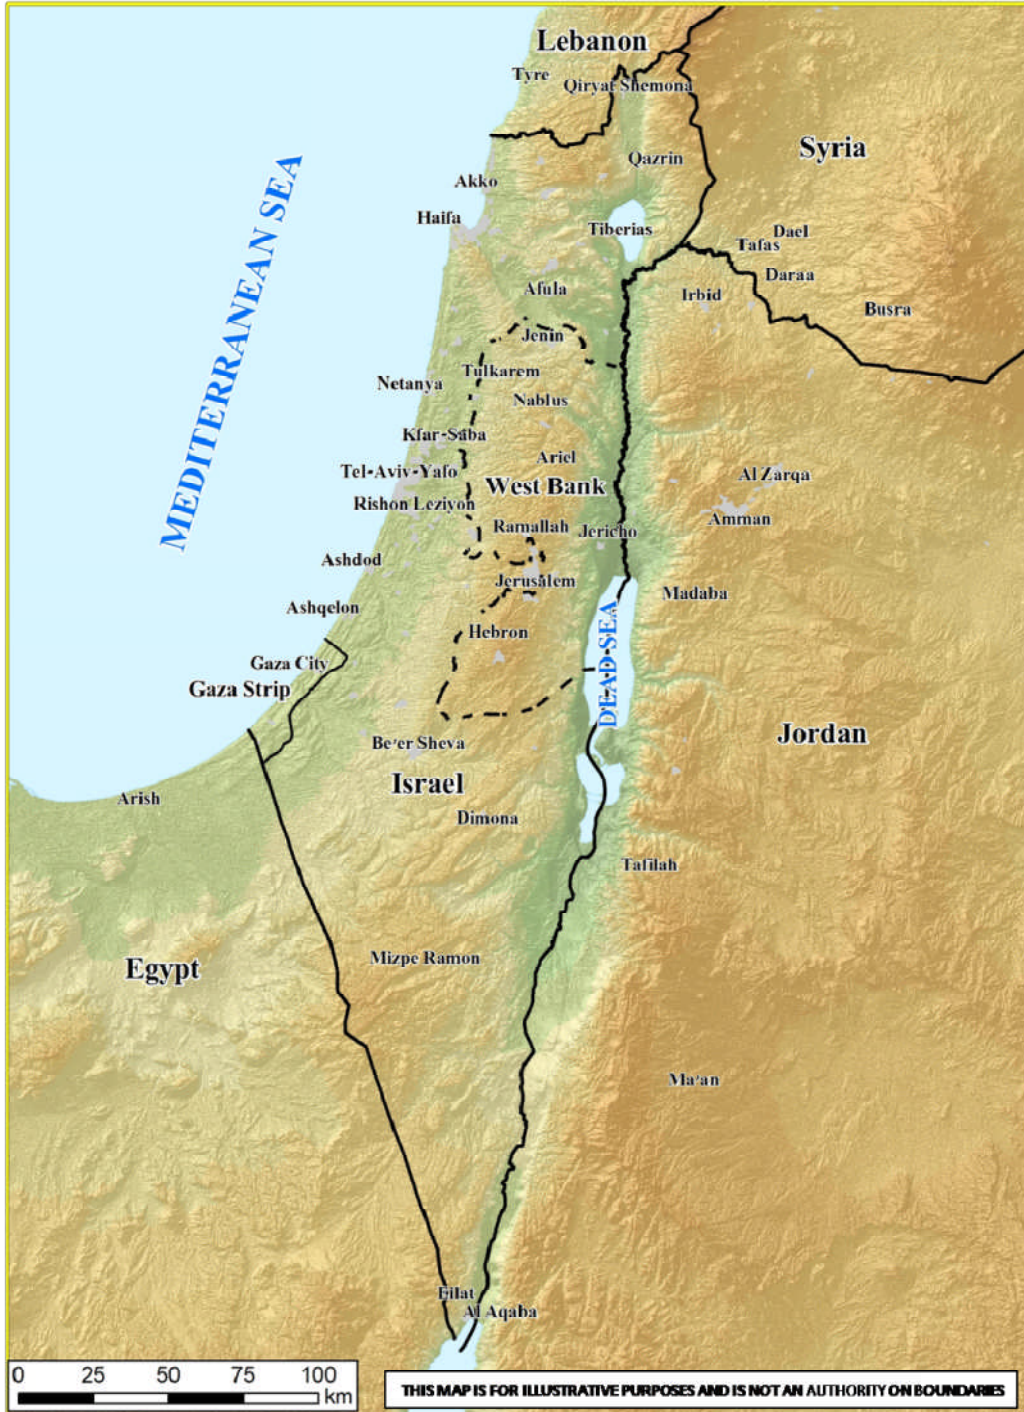 Lebanon
Tyre
Qiryat Shemona
Syria
Qazrin
Akko
Haifa
Tiberias
Dael
Tafas
Daraa
Irbid
Busra
Afula
MEDITERRANEAN SEA
Jenin
Tulkarem
Netanya
Nablus
Kfar-Saba
Ariel
Tel-Aviv-Yafo
Al Zarqa
West Bank
Rishon Leziyon
Amman
Ramallah
Jericho
Ashdod
Jerusalem
Madaba
Ashqelon
Hebron
DEAD SEA
Gaza City
Gaza Strip
Jordan
Be'er Sheva
Israel
Arish
Dimona
Tafilah
Mizpe Ramon
Egypt
Ma'an
Eilat
Al Aqaba
0 25 50 75 100
km
THIS MAP IS FOR ILLUSTRATIVE PURPOSES AND IS NOT AN AUTHORITY ON BOUNDARIES